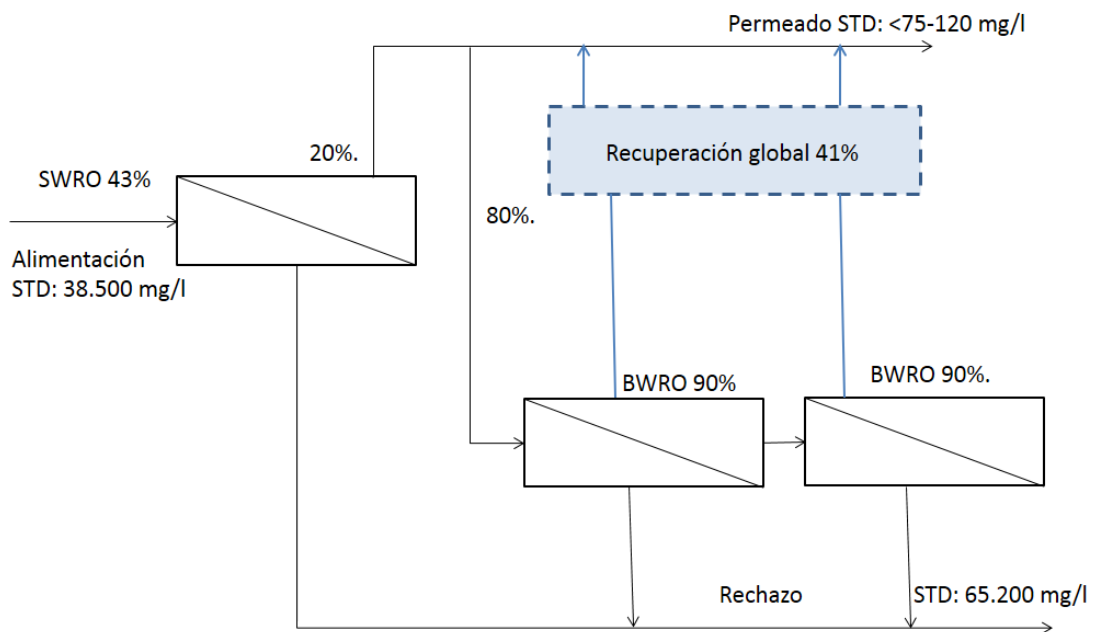 Permeado STD: <75-120 mg/l
20%.
Recuperación global 41%
SWRO 43%
80%.
Alimentación
STD: 38.500 mg/l
BWRO 90%
BWRO 90%.
Rechazo
STD: 65.200 mg/l